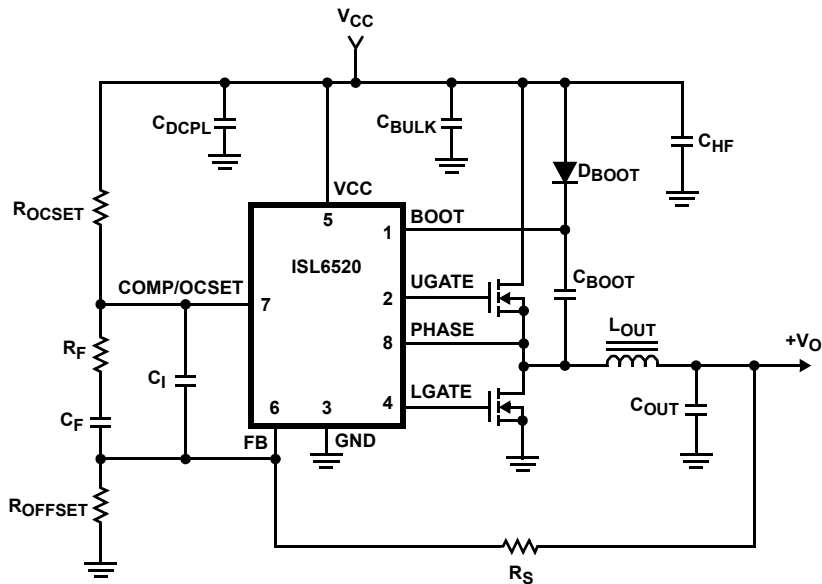 VCC
CDCPL
CBULK
CHF
DBOOT
ROCSET
VCC
5
1
BOOT
ISL6520
CBOOT
COMP/OCSET
7
2
UGATE
8
PHASE
LOUT
+VO
RF
CI
CF
6
3
4
LGATE
COUT
FB
GND
ROFFSET
RS